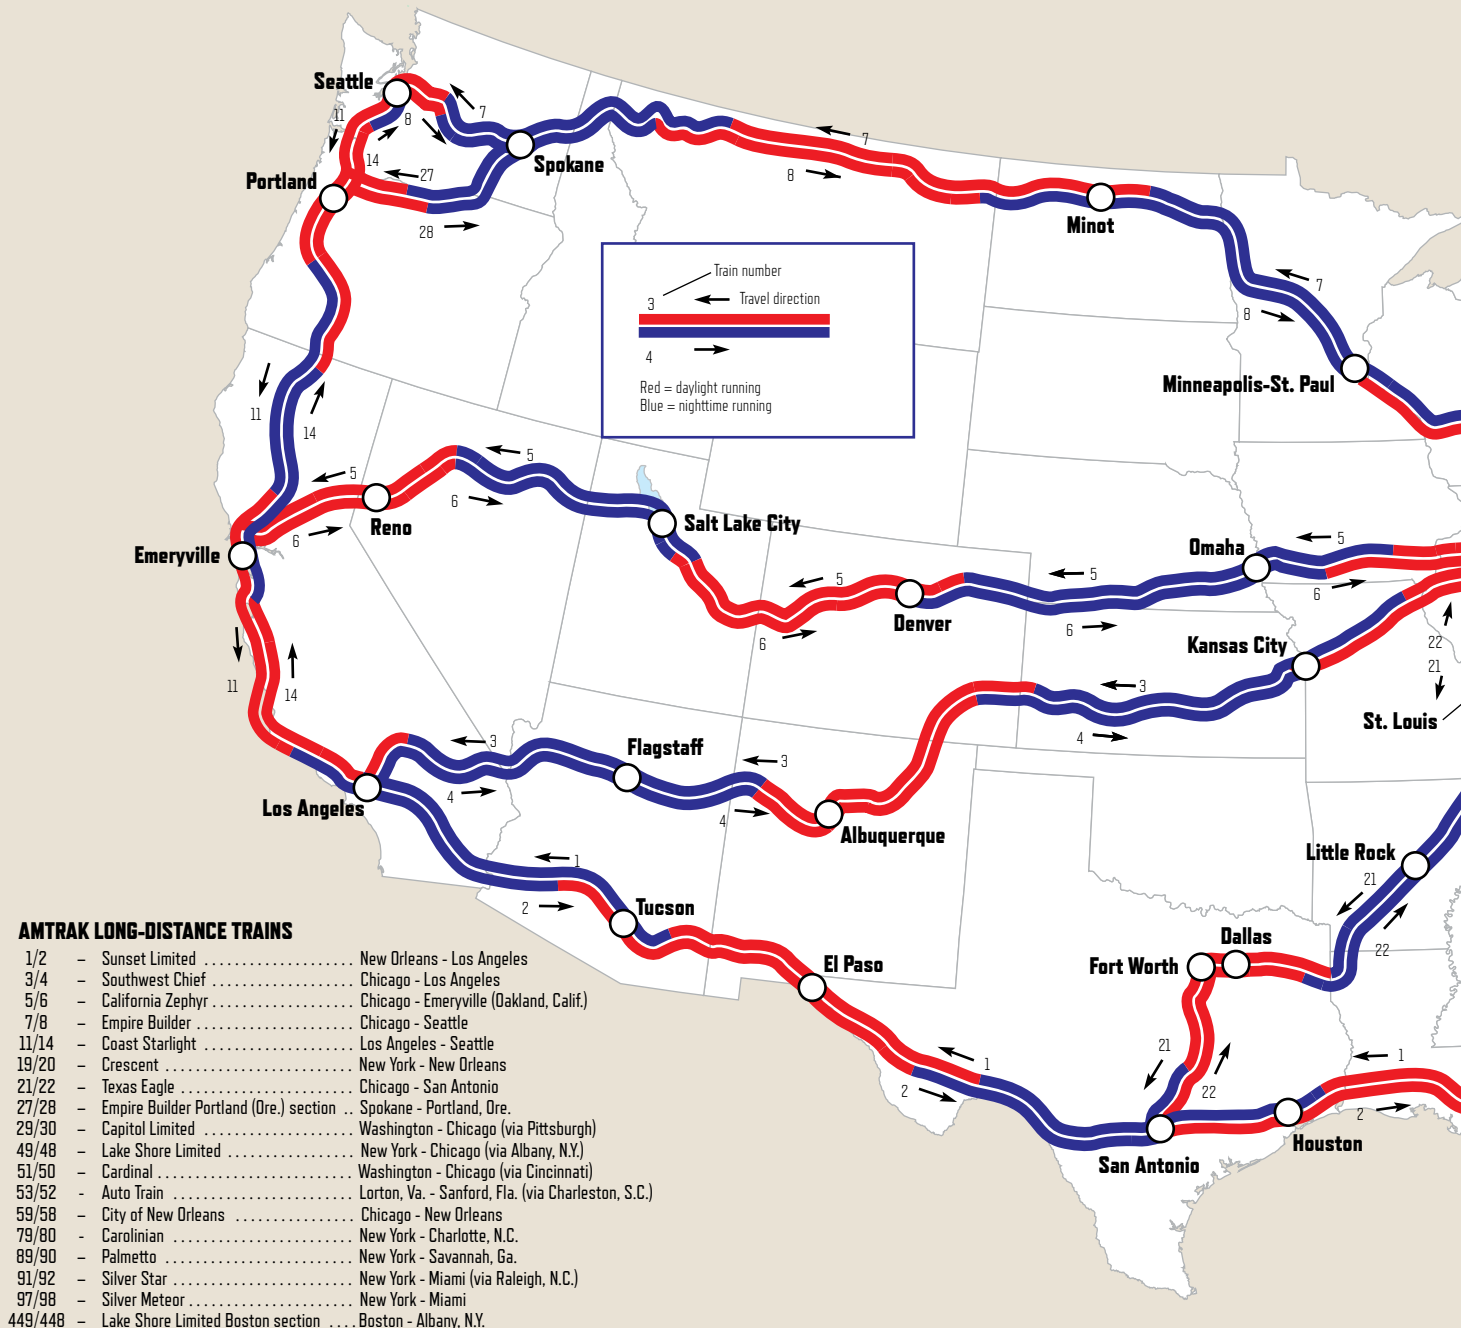 Seattle
11
8
7
14
27
Portland
Spokane
28
7
8
Minot
7
8
Minneapolis-St. Paul
Train number
3
Travel direction
4
Red = daylight running
Blue = nighttime running
11
14
5
6
5
6
Reno
Emeryville
Salt Lake City
Omaha
5
6
5
6
Denver
5
6
Kansas City
22
21
St. Louis
11
14
3
4
3
4
Flagstaff
3
4
Los Angeles
Albuquerque
1
2
Tucson
El Paso
Little Rock
21
22
Dallas
Fort Worth
21
22
1
2
1
2
Houston
San Antonio
AMTRAK LONG-DISTANCE TRAINS
1/2 – Sunset Limited ................... New Orleans - Los Angeles
3/4 – Southwest Chief .................. Chicago - Los Angeles
5/6 – California Zephyr .................. Chicago - Emeryville (Oakland, Calif.)
7/8 – Empire Builder .................... Chicago - Seattle
11/14 – Coast Starlight ................... Los Angeles - Seattle
19/20 – Crescent ........................ New York - New Orleans
21/22 – Texas Eagle ...................... Chicago - San Antonio
27/28 – Empire Builder Portland (Ore.) section .. Spokane - Portland, Ore.
29/30 – Capitol Limited ................... Washington - Chicago (via Pittsburgh)
49/48 – Lake Shore Limited ................ New York - Chicago (via Albany, N.Y.)
51/50 – Cardinal ......................... Washington - Chicago (via Cincinnati)
53/52 - Auto Train ....................... Lorton, Va. - Sanford, Fla. (via Charleston, S.C.)
59/58 – City of New Orleans ............... Chicago - New Orleans
79/80 - Carolinian ....................... New York - Charlotte, N.C.
89/90 – Palmetto ........................ New York - Savannah, Ga.
91/92 – Silver Star ....................... New York - Miami (via Raleigh, N.C.)
97/98 – Silver Meteor ..................... New York - Miami
449/448 – Lake Shore Limited Boston section .... Boston - Albany, N.Y.